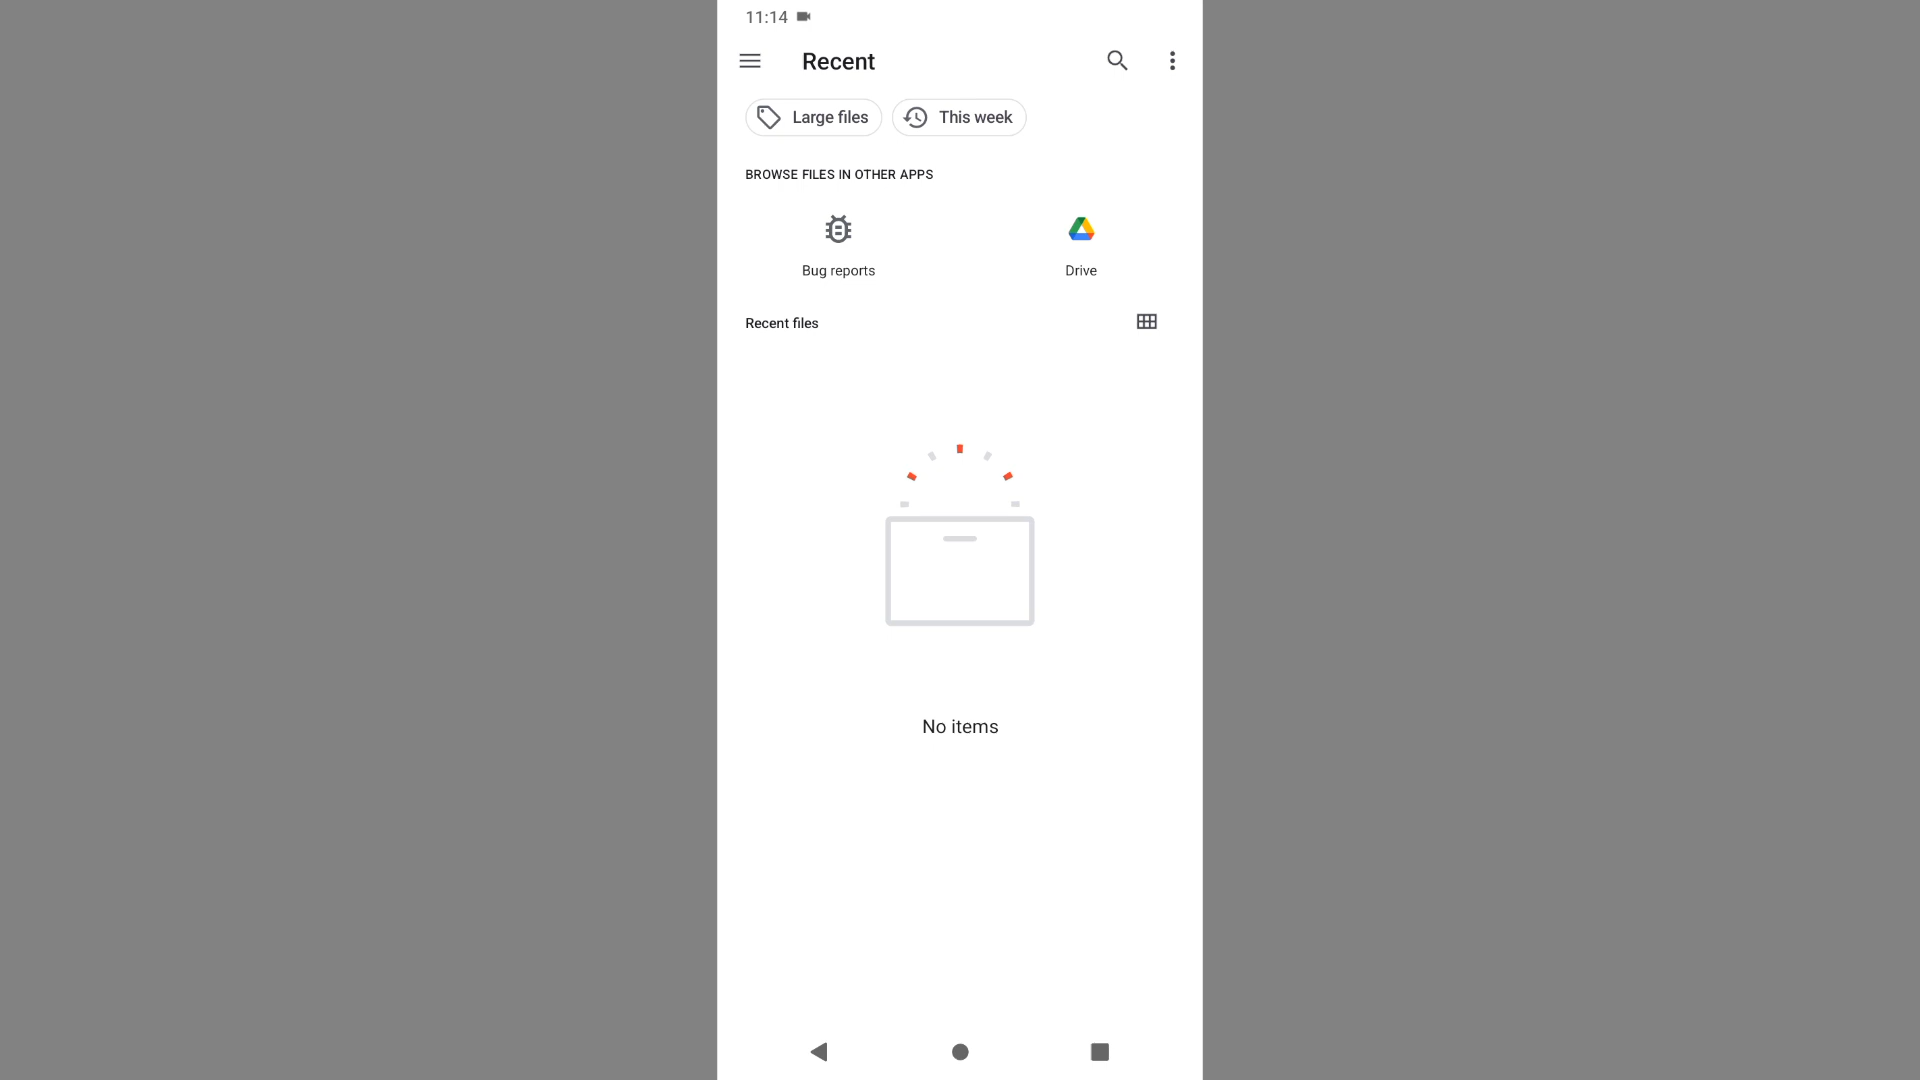 11:14
Recent
Large files
This week
BROWSE FILES IN OTHER APPS
Bug reports
Drive
Recent files
No items